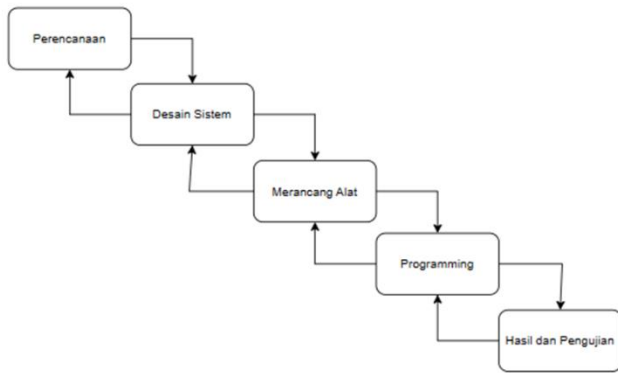 Perencanaan
Desain Sistem
Merancang Alat
Programming
Hasil dan Pengujian